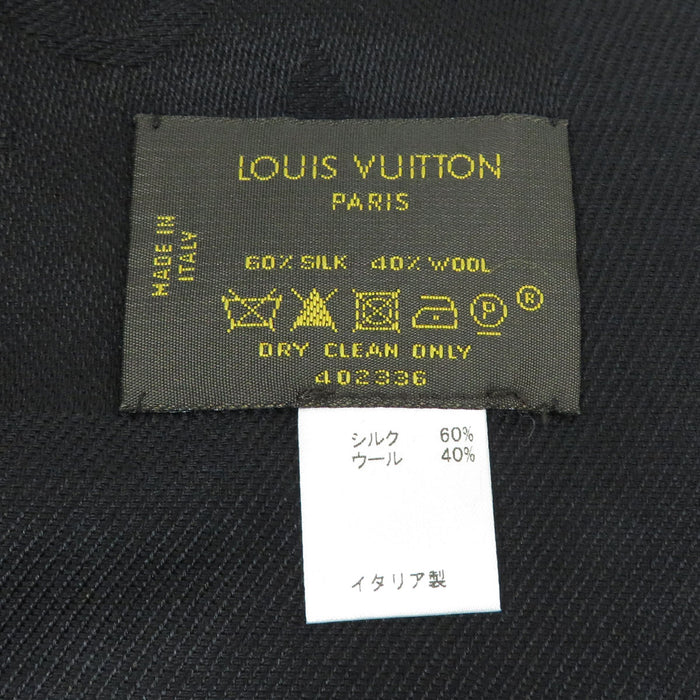 LOUIS VUITTON
PARIS
MADE IN
ITALY
60% SILK 40% WOOL
P ®
DRY CLEAN ONLY
402336
シルク 60%
ウール 40%
イタリア製